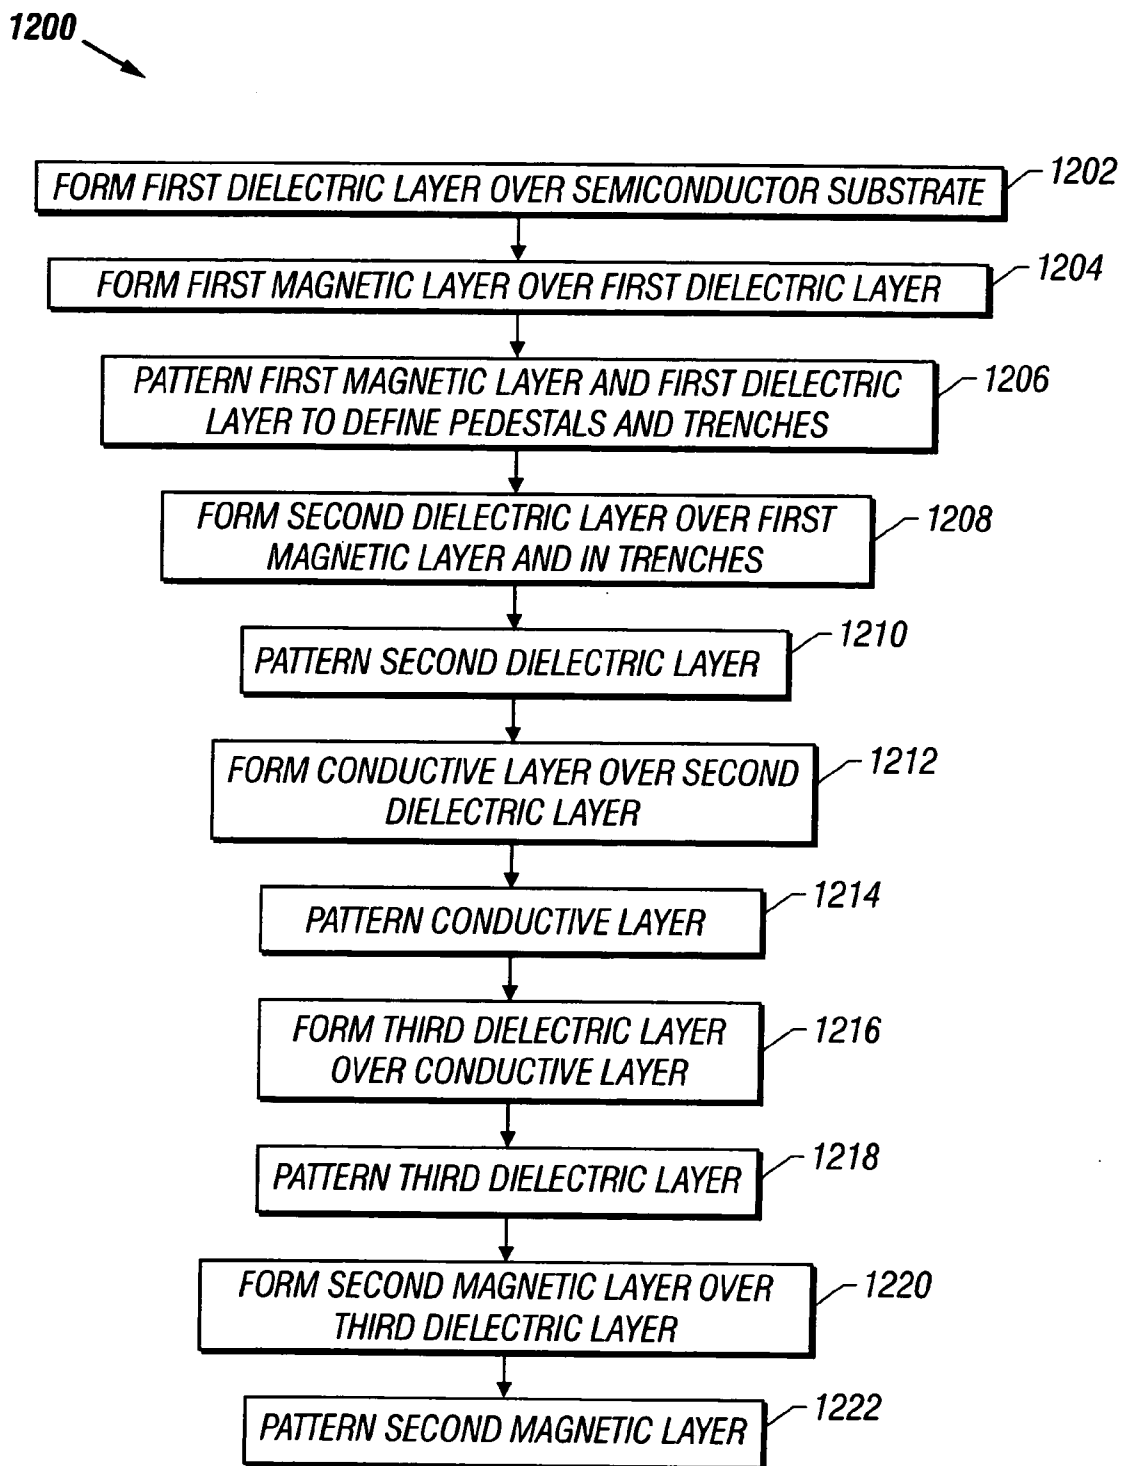 1200
FORM FIRST DIELECTRIC LAYER OVER SEMICONDUCTOR SUBSTRATE
1202
FORM FIRST MAGNETIC LAYER OVER FIRST DIELECTRIC LAYER
1204
PATTERN FIRST MAGNETIC LAYER AND FIRST DIELECTRIC
LAYER TO DEFINE PEDESTALS AND TRENCHES
1206
FORM SECOND DIELECTRIC LAYER OVER FIRST
MAGNETIC LAYER AND IN TRENCHES
1208
PATTERN SECOND DIELECTRIC LAYER
1210
FORM CONDUCTIVE LAYER OVER SECOND
DIELECTRIC LAYER
1212
PATTERN CONDUCTIVE LAYER
1214
FORM THIRD DIELECTRIC LAYER
OVER CONDUCTIVE LAYER
1216
PATTERN THIRD DIELECTRIC LAYER
1218
FORM SECOND MAGNETIC LAYER OVER
THIRD DIELECTRIC LAYER
1220
PATTERN SECOND MAGNETIC LAYER
1222